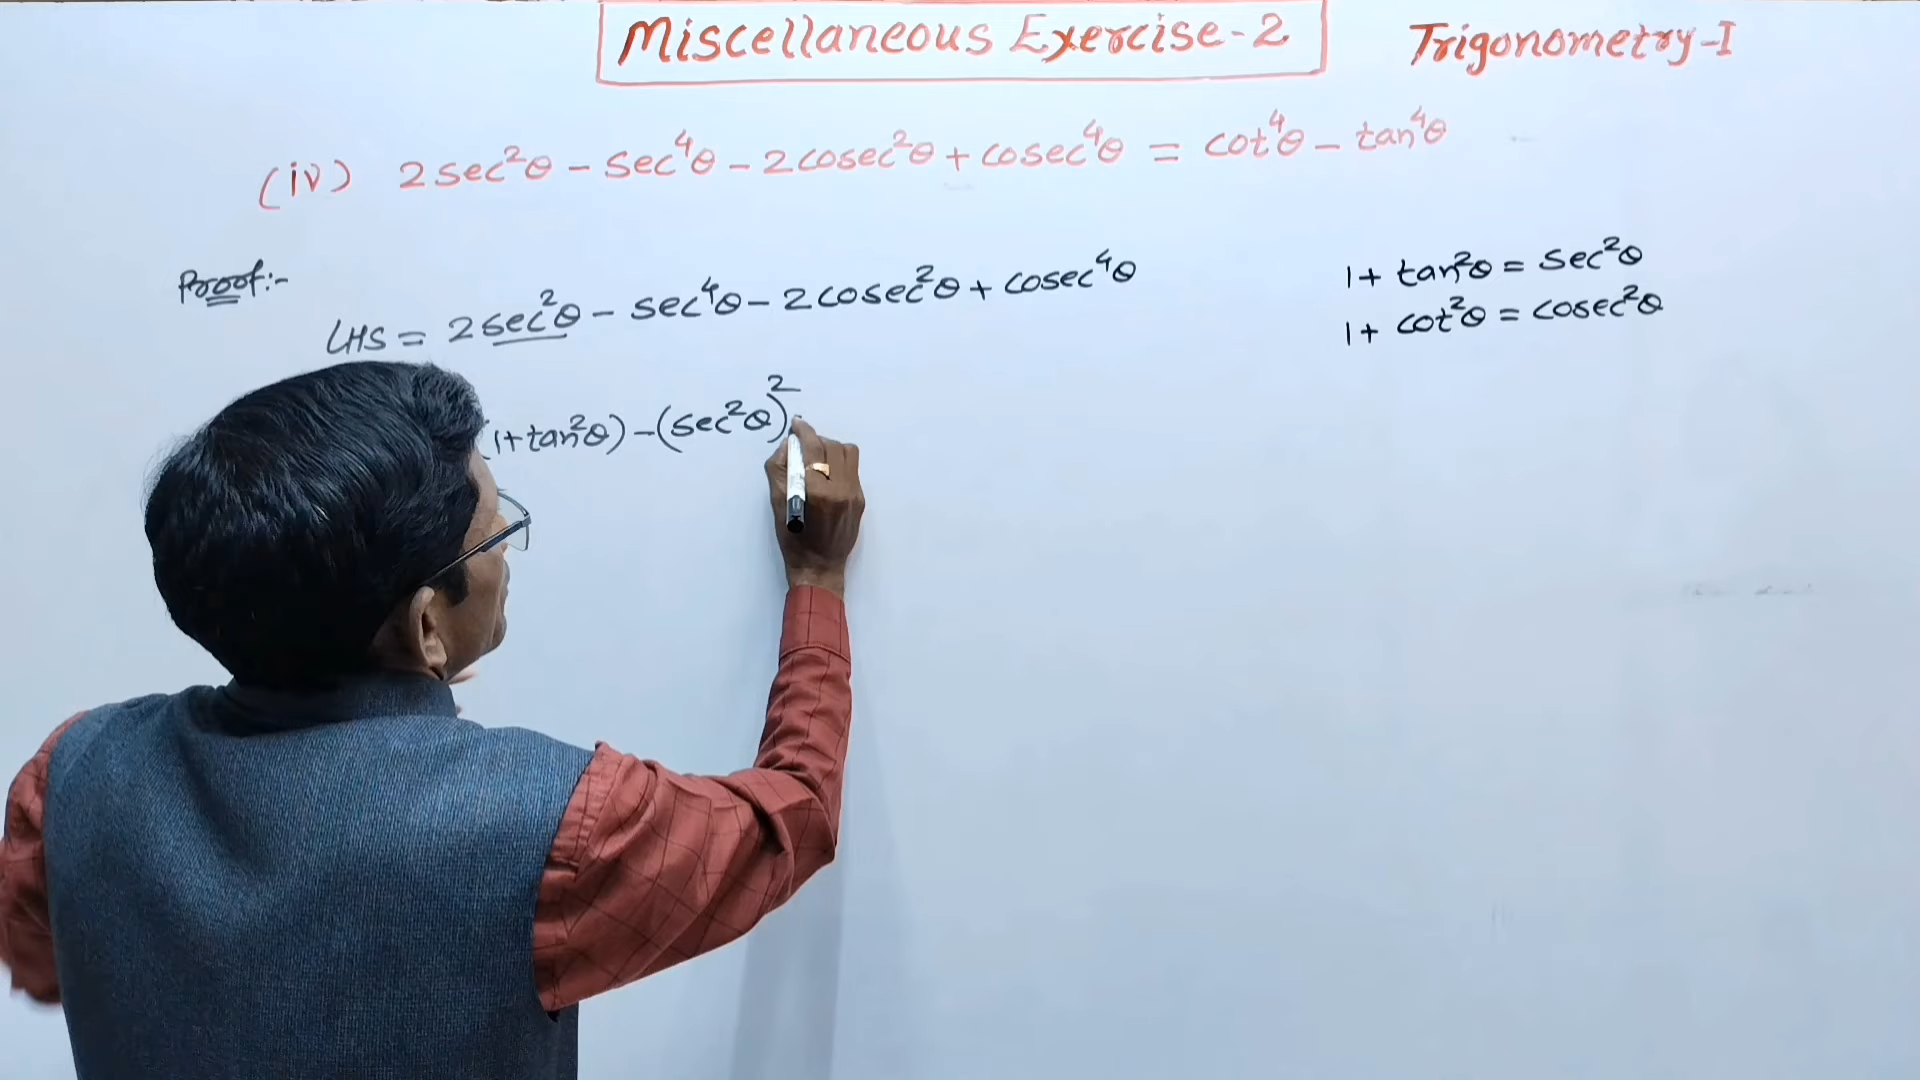 Miscellaneous Exercise-2
Trigonometry-I
(iv) 2sec²θ - sec⁴θ - 2cosec²θ + cosec⁴θ = cot⁴θ - tan⁴θ
Proof:-
LHS = 2sec²θ - sec⁴θ - 2cosec²θ + cosec⁴θ
1 + tan²θ = sec²θ
1 + cot²θ = cosec²θ
(1+tan²θ) - (sec²θ)²